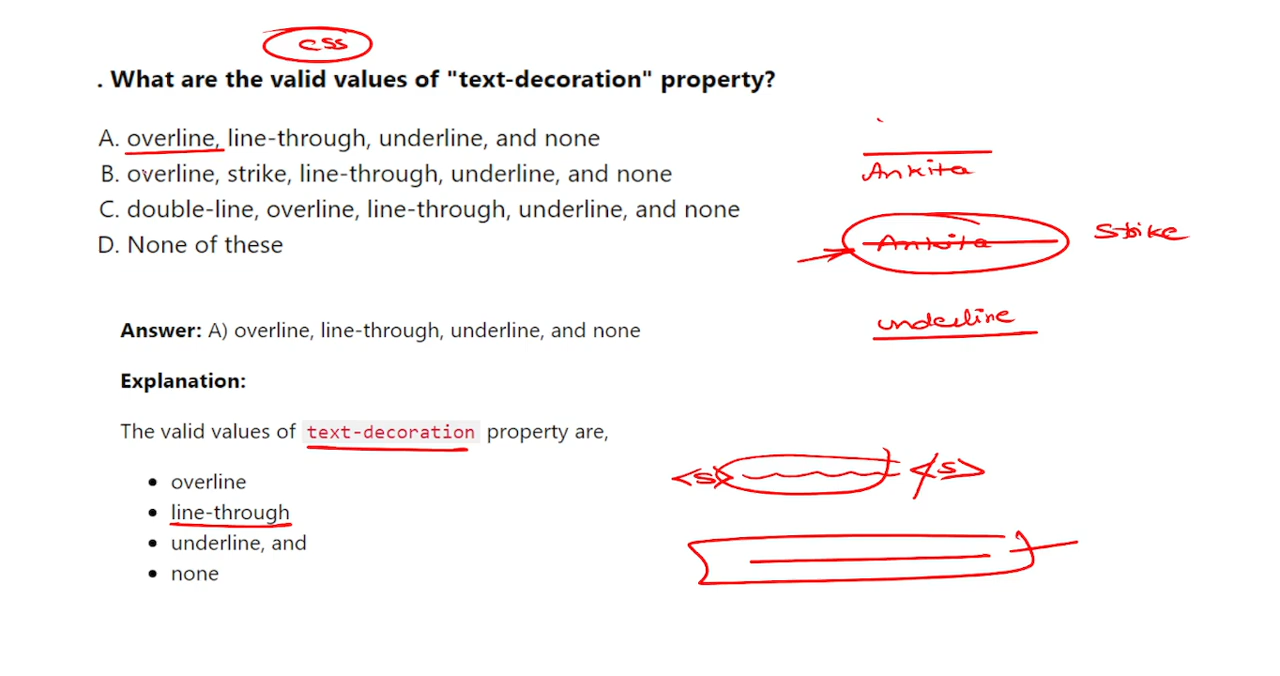 css
. What are the valid values of "text-decoration" property?
A. overline, line-through, underline, and none
Ankita
B. overline, strike, line-through, underline, and none
C. double-line, overline, line-through, underline, and none
Ankita Strike
D. None of these
underline
Answer: A) overline, line-through, underline, and none
Explanation:
The valid values of text-decoration property are,
<s> </s>
• overline
• line-through
• underline, and
• none